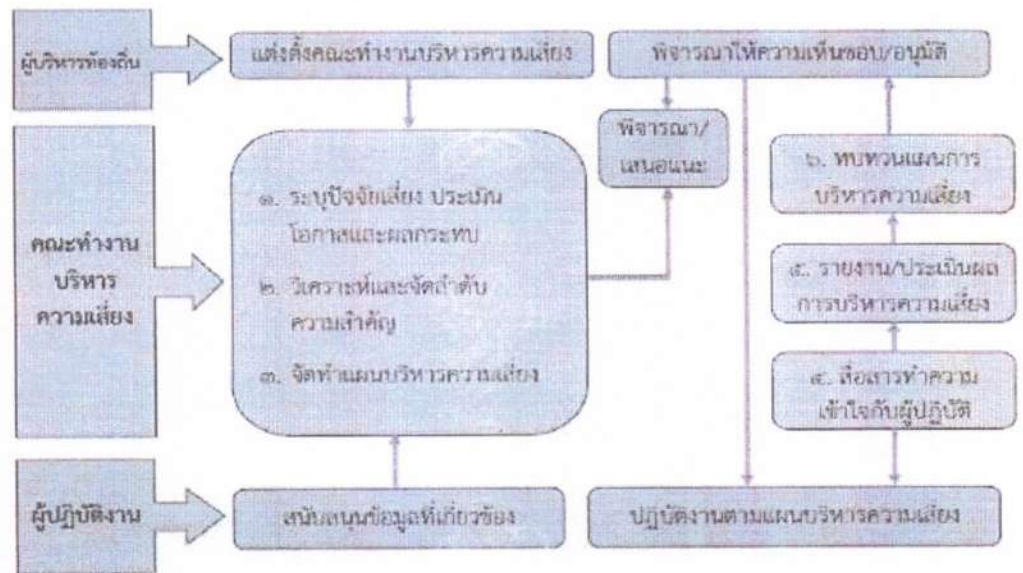 ผู้บริหารท้องถิ่น
แต่งตั้งคณะทำงานบริหารความเสี่ยง
พิจารณาให้ความเห็นชอบ/อนุมัติ
พิจารณา/
เสนอแนะ
คณะทำงาน
บริหาร
ความเสี่ยง
๑. ระบุปัจจัยเสี่ยง ประเมิน
โอกาสและผลกระทบ
๒. วิเคราะห์และจัดลำดับ
ความสำคัญ
๓. จัดทำแผนบริหารความเสี่ยง
๖. ทบทวนแผนการ
บริหารความเสี่ยง
๕. รายงาน/ประเมินผล
การบริหารความเสี่ยง
๔. สื่อสารทำความ
เข้าใจกับผู้ปฏิบัติ
ผู้ปฏิบัติงาน
สนับสนุนข้อมูลที่เกี่ยวข้อง
ปฏิบัติงานตามแผนบริหารความเสี่ยง